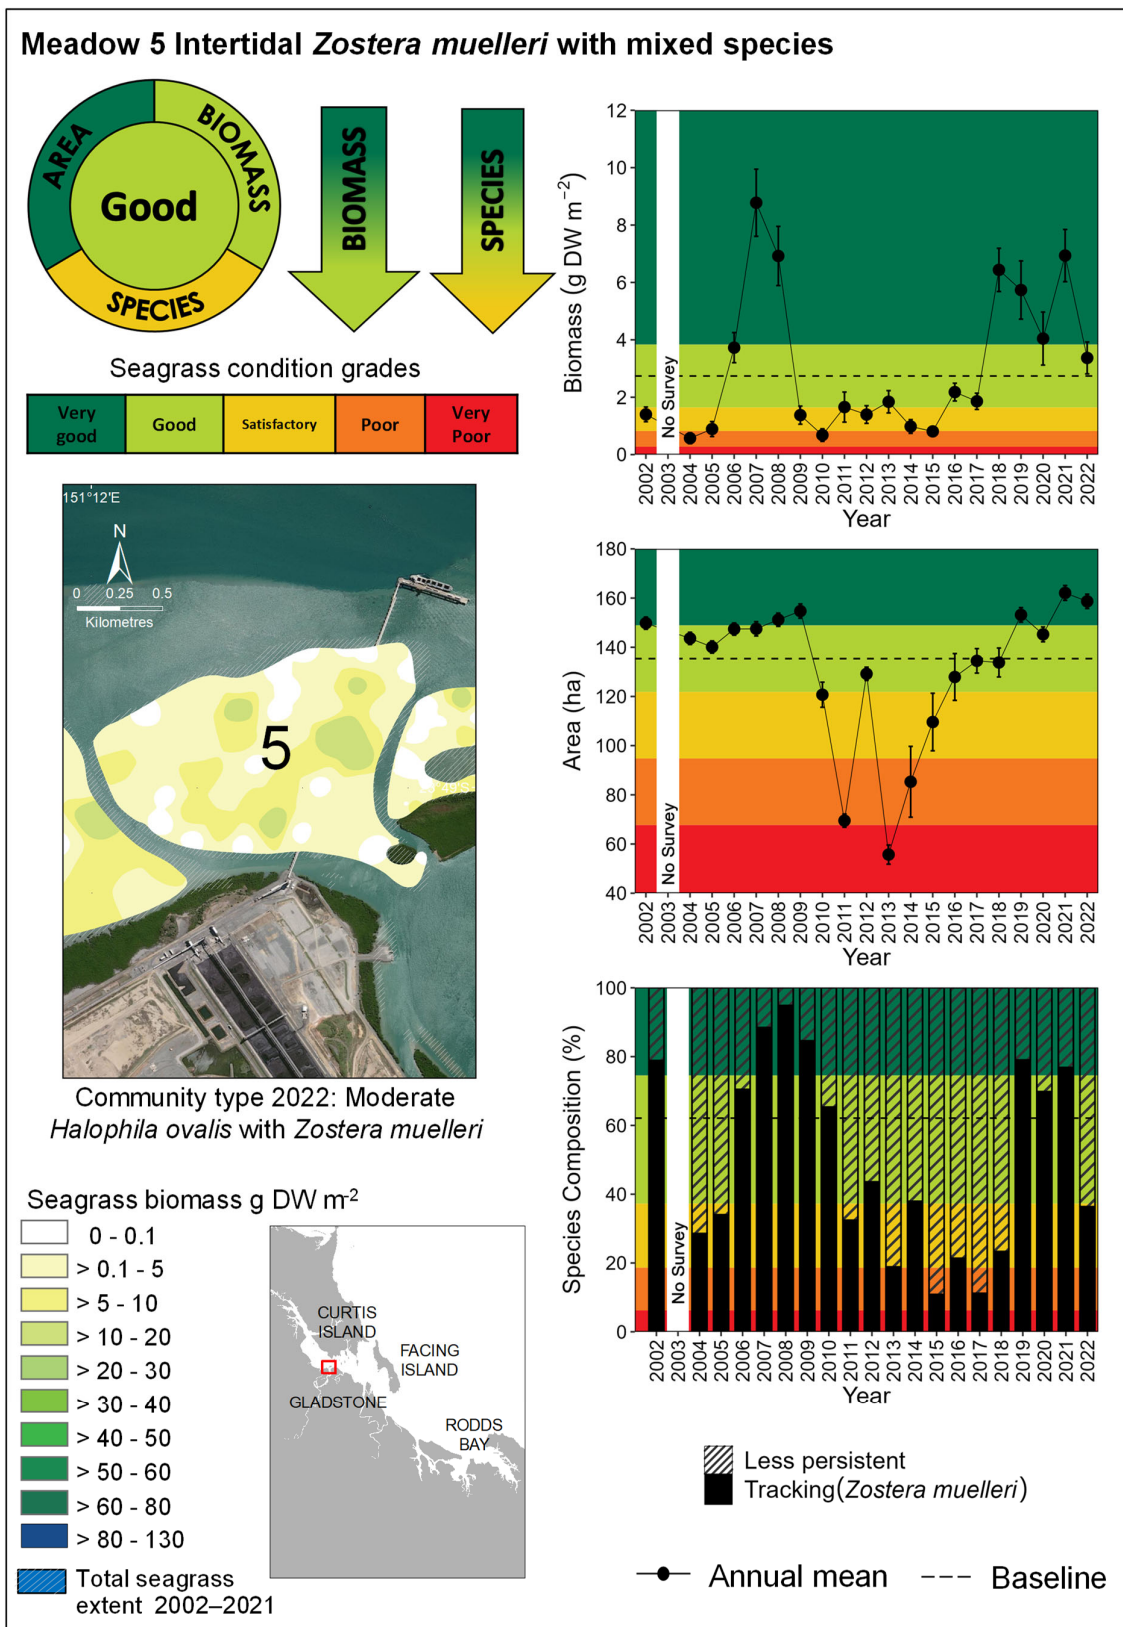 Meadow 5 Intertidal Zostera muelleri with mixed species
AREA
BIOMASS
Good
SPECIES
BIOMASS
SPECIES
Seagrass condition grades
Very good
Good
Satisfactory
Poor
Very Poor
151°12'E
N
0 0.25 0.5
Kilometres
5
Community type 2022: Moderate
Halophila ovalis with Zostera muelleri
Seagrass biomass g DW m-2
0 - 0.1
> 0.1 - 5
> 5 - 10
> 10 - 20
> 20 - 30
> 30 - 40
> 40 - 50
> 50 - 60
> 60 - 80
> 80 - 130
Total seagrass
extent 2002–2021
CURTIS
ISLAND
FACING
ISLAND
GLADSTONE
RODDS
BAY
Biomass (g DW m−2)
12
10
8
6
4
2
0
No Survey
2002 2003 2004 2005 2006 2007 2008 2009 2010 2011 2012 2013 2014 2015 2016 2017 2018 2019 2020 2021 2022
Year
Area (ha)
180
160
140
120
100
80
60
40
No Survey
2002 2003 2004 2005 2006 2007 2008 2009 2010 2011 2012 2013 2014 2015 2016 2017 2018 2019 2020 2021 2022
Year
Species Composition (%)
100
80
60
40
20
0
No Survey
2002 2003 2004 2005 2006 2007 2008 2009 2010 2011 2012 2013 2014 2015 2016 2017 2018 2019 2020 2021 2022
Year
Less persistent
Tracking(Zostera muelleri)
Annual mean
Baseline